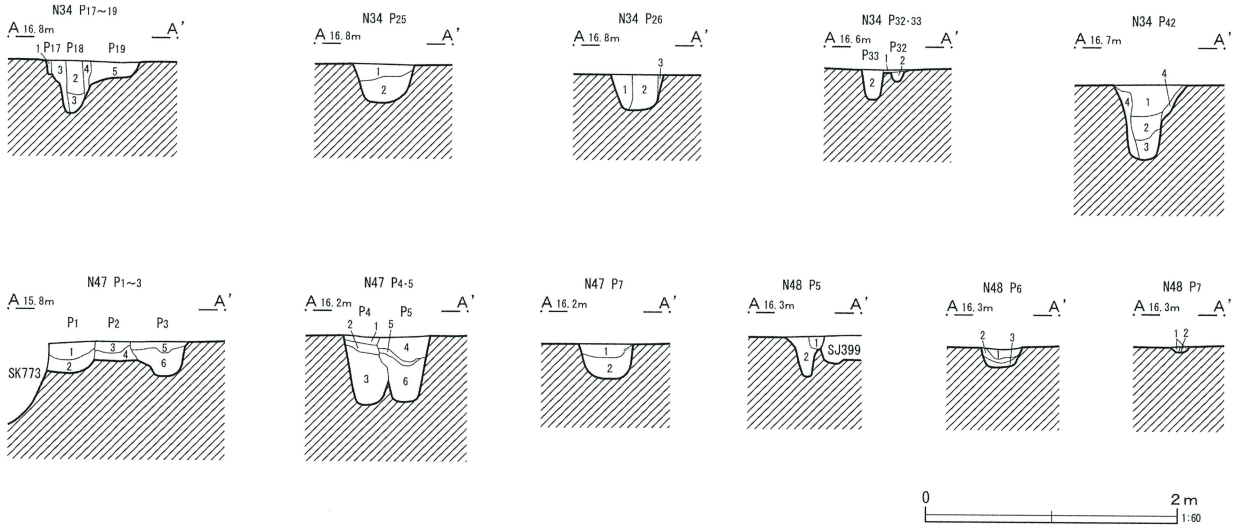 N34 P17~19
A 16.8m A'
1 P17 P18 P19
3 2 4 5
3
N34 P25
A 16.8m A'
1
2
N34 P26
A 16.8m A'
3
1 2
N34 P32・33
A 16.6m A'
P33 1 P32 2
2
N34 P42
A 16.7m A'
4
4 1
2
3
N47 P1~3
A 15.8m A'
P1 P2 P3
1 3 4 5
2 6
SK773
N47 P4・5
A 16.2m A'
P4 P5
2 1 5 4
3 6
N47 P7
A 16.2m A'
1
2
N48 P5
A 16.3m A'
1
2 SJ399
N48 P6
A 16.3m A'
2 3
1
N48 P7
A 16.3m A'
1 2
0 2m
1:60